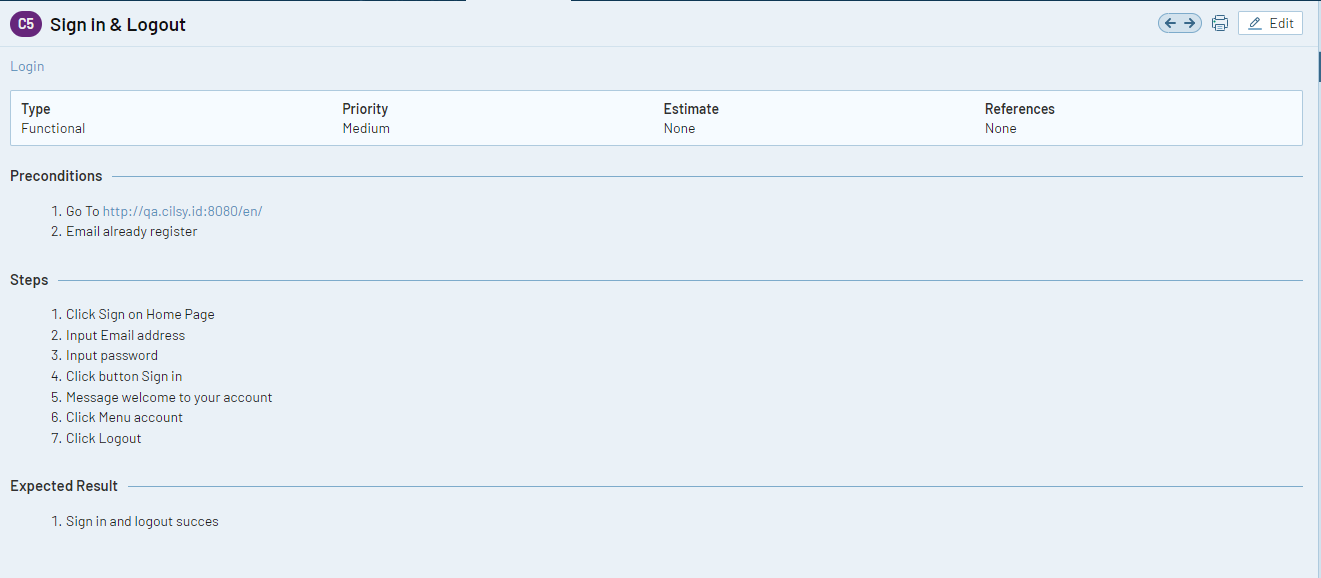 C5 Sign in & Logout
Edit
Login
Type Priority Estimate References
Functional Medium None None
Preconditions
1. Go To http://qa.cilsy.id:8080/en/
2. Email already register
Steps
1. Click Sign on Home Page
2. Input Email address
3. Input password
4. Click button Sign in
5. Message welcome to your account
6. Click Menu account
7. Click Logout
Expected Result
1. Sign in and logout succes